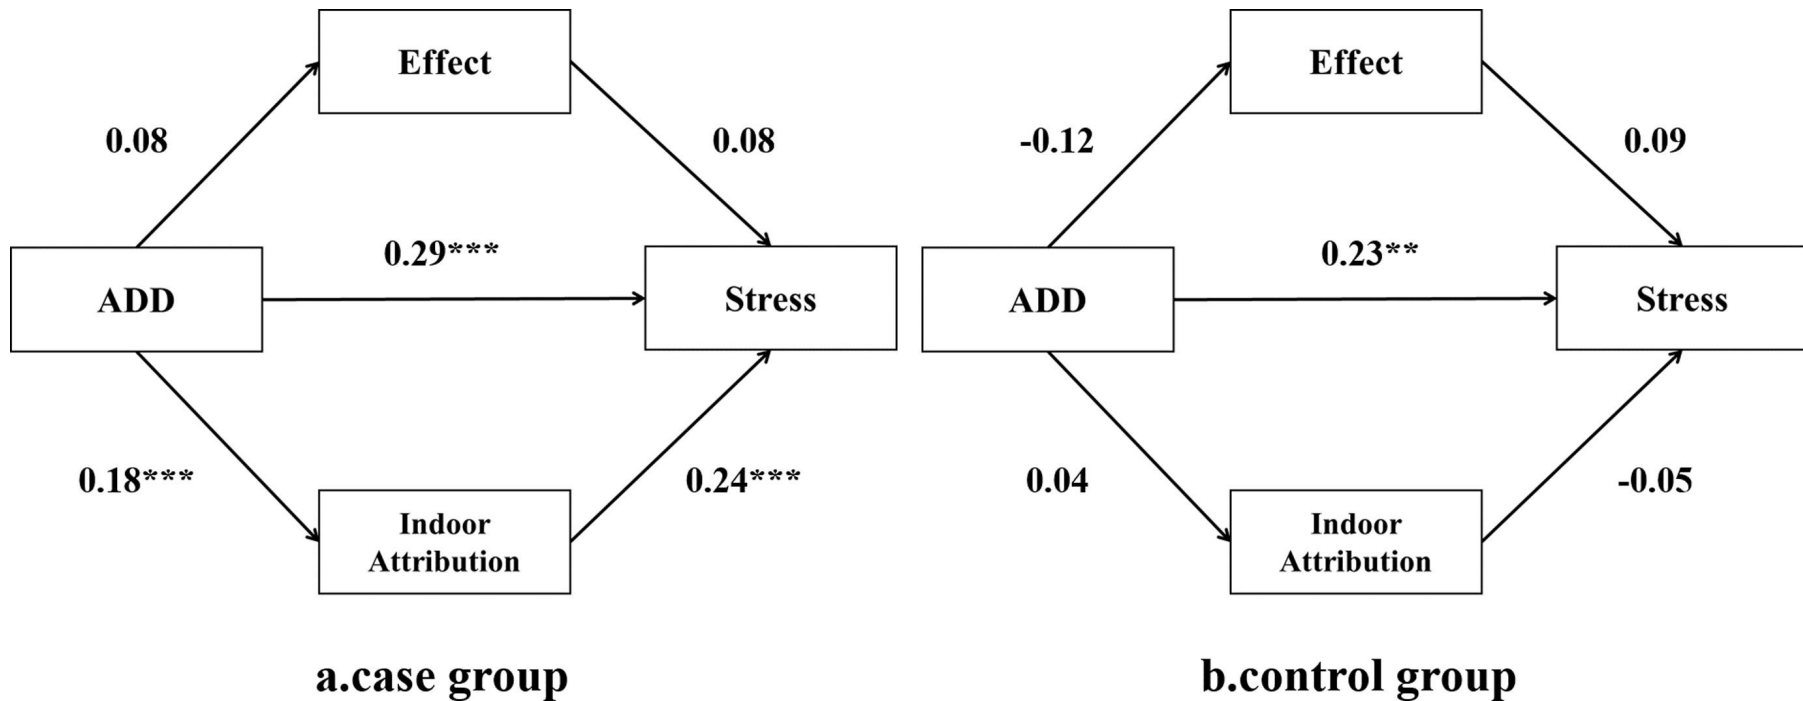 Effect
0.08
0.08
0.29***
ADD
Stress
0.18***
0.24***
Indoor
Attribution
a.case group
Effect
-0.12
0.09
0.23**
ADD
Stress
0.04
-0.05
Indoor
Attribution
b.control group